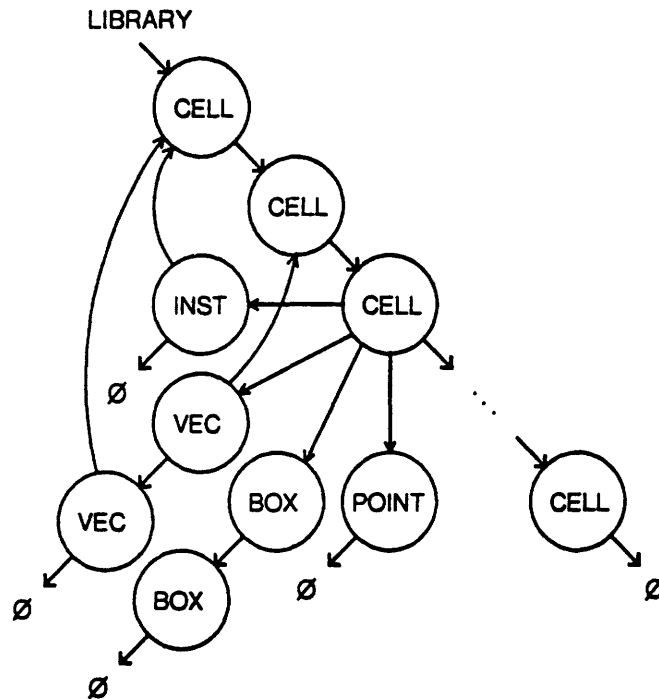 LIBRARY
CELL
CELL
INST
CELL
Ø
VEC
...
VEC
BOX
POINT
CELL
Ø
BOX
Ø
Ø
Ø